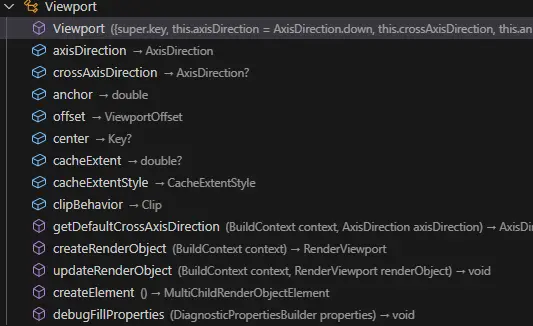 Viewport
Viewport ({super.key, this.axisDirection = AxisDirection.down, this.crossAxisDirection, this.an
axisDirection → AxisDirection
crossAxisDirection → AxisDirection?
anchor → double
offset → ViewportOffset
center → Key?
cacheExtent → double?
cacheExtentStyle → CacheExtentStyle
clipBehavior → Clip
getDefaultCrossAxisDirection (BuildContext context, AxisDirection axisDirection) → AxisDi
createRenderObject (BuildContext context) → RenderViewport
updateRenderObject (BuildContext context, RenderViewport renderObject) → void
createElement () → MultiChildRenderObjectElement
debugFillProperties (DiagnosticPropertiesBuilder properties) → void